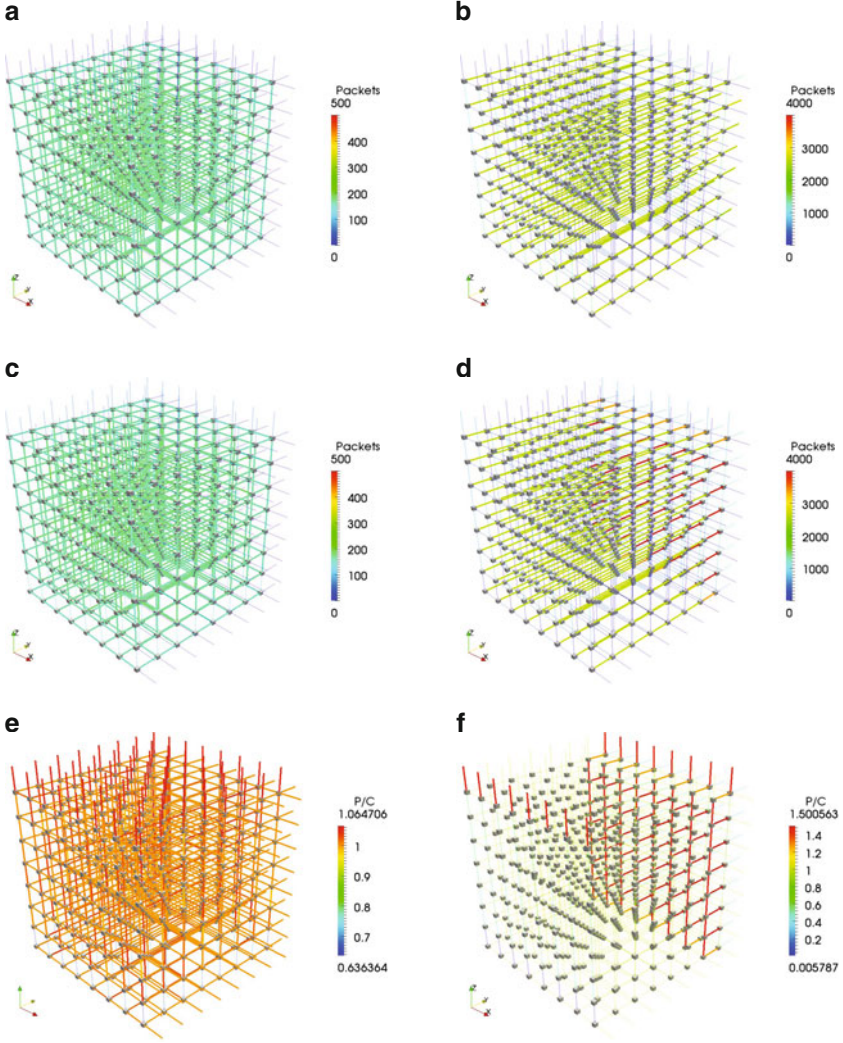 a
Packets
500
400
300
200
100
0
Z
Y
X
b
Packets
4000
3000
2000
1000
0
Z
Y
X
c
Packets
500
400
300
200
100
0
Z
Y
X
d
Packets
4000
3000
2000
1000
0
Z
Y
X
e
P/C
1.064706
1
0.9
0.8
0.7
0.636364
f
P/C
1.500563
1.4
1.2
1
0.8
0.6
0.4
0.2
0.005787
Z
Y
X